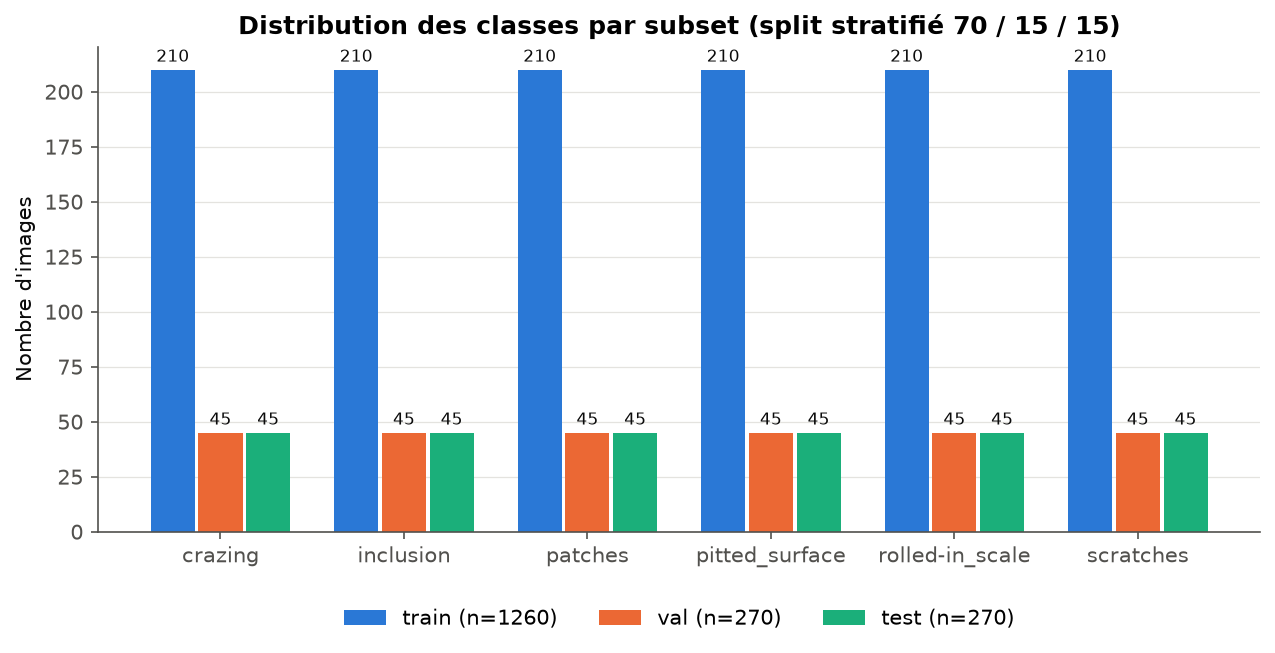 Distribution des classes par subset (split stratifié 70 / 15 / 15)
Nombre d'images
200
175
150
125
100
75
50
25
0
210 210 210 210 210 210
45 45 45 45 45 45 45 45 45 45 45 45
crazing inclusion patches pitted_surface rolled-in_scale scratches
train (n=1260) val (n=270) test (n=270)